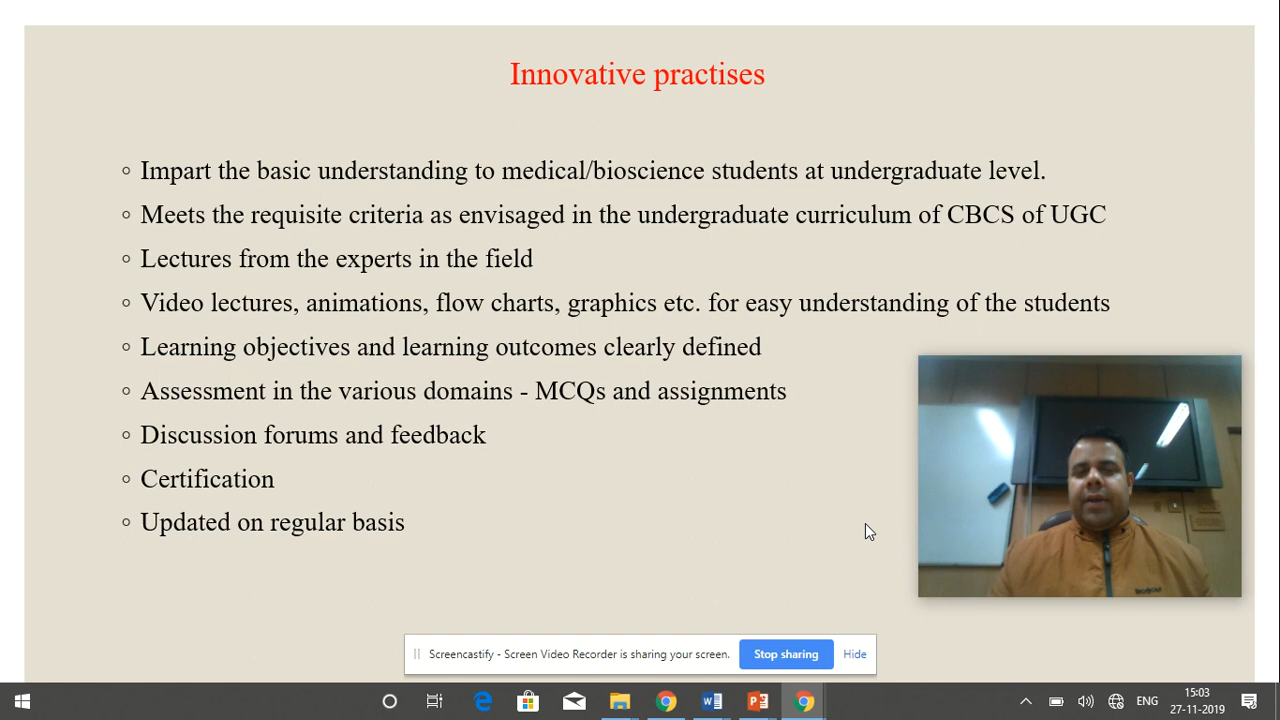 Innovative practises
Impart the basic understanding to medical/bioscience students at undergraduate level.
Meets the requisite criteria as envisaged in the undergraduate curriculum of CBCS of UGC
Lectures from the experts in the field
Video lectures, animations, flow charts, graphics etc. for easy understanding of the students
Learning objectives and learning outcomes clearly defined
Assessment in the various domains - MCQs and assignments
Discussion forums and feedback
Certification
Updated on regular basis
Screencastify - Screen Video Recorder is sharing your screen. Stop sharing Hide
ENG
15:03
27-11-2019